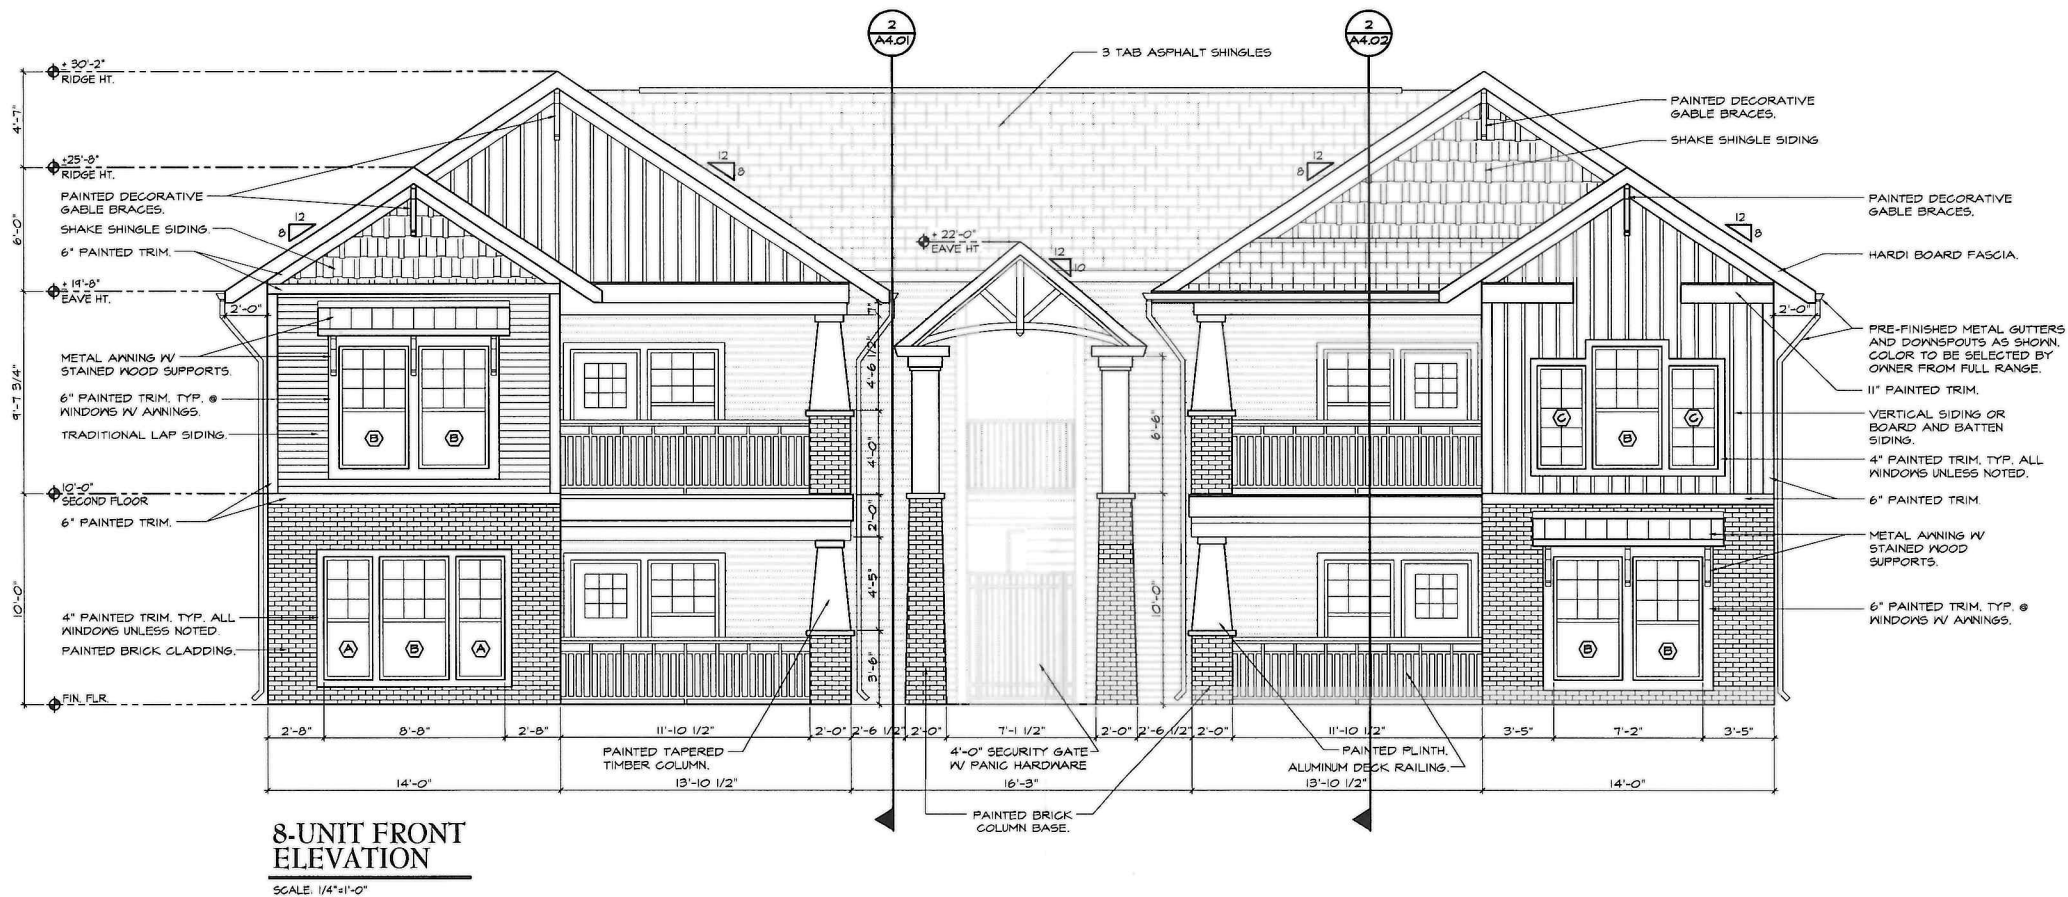 2
A4.01
2
A4.02
3 TAB ASPHALT SHINGLES
± 30'-2"
RIDGE HT.
4'-7"
±25'-8"
RIDGE HT.
PAINTED DECORATIVE
GABLE BRACES.
SHAKE SHINGLE SIDING.
6" PAINTED TRIM.
6'-0"
± 19'-8"
EAVE HT.
2'-0"
METAL AWNING W/
STAINED WOOD SUPPORTS.
9'-7 3/4"
6" PAINTED TRIM, TYP. @
WINDOWS W/ AWNINGS.
TRADITIONAL LAP SIDING.
10'-0"
SECOND FLOOR
6" PAINTED TRIM.
10'-0"
4" PAINTED TRIM, TYP. ALL
WINDOWS UNLESS NOTED.
PAINTED BRICK CLADDING.
FIN. FLR.
12
8
12
8
12
8
12
8
± 22'-0"
EAVE HT
12
10
B
B
A
B
A
7"
4'-6 1/2"
4'-0"
2'-0"
4'-5"
3'-6"
6'-6"
10'-0"
C
B
C
B
B
PAINTED DECORATIVE
GABLE BRACES.
SHAKE SHINGLE SIDING
PAINTED DECORATIVE
GABLE BRACES.
HARDI BOARD FASCIA.
2'-0"
PRE-FINISHED METAL GUTTERS
AND DOWNSPOUTS AS SHOWN.
COLOR TO BE SELECTED BY
OWNER FROM FULL RANGE.
11" PAINTED TRIM.
VERTICAL SIDING OR
BOARD AND BATTEN
SIDING.
4" PAINTED TRIM, TYP. ALL
WINDOWS UNLESS NOTED.
6" PAINTED TRIM.
METAL AWNING W/
STAINED WOOD
SUPPORTS.
6" PAINTED TRIM, TYP. @
WINDOWS W/ AWNINGS.
2'-8"
8'-8"
2'-8"
11'-10 1/2"
2'-0"
2'-6 1/2"
2'-0"
7'-1 1/2"
2'-0"
2'-6 1/2"
2'-0"
11'-10 1/2"
3'-5"
7'-2"
3'-5"
PAINTED TAPERED
TIMBER COLUMN.
4'-0" SECURITY GATE
W/ PANIC HARDWARE
PAINTED PLINTH.
ALUMINUM DECK RAILING.
14'-0"
13'-10 1/2"
16'-3"
13'-10 1/2"
14'-0"
PAINTED BRICK
COLUMN BASE.
8-UNIT FRONT
ELEVATION
SCALE: 1/4"=1'-0"